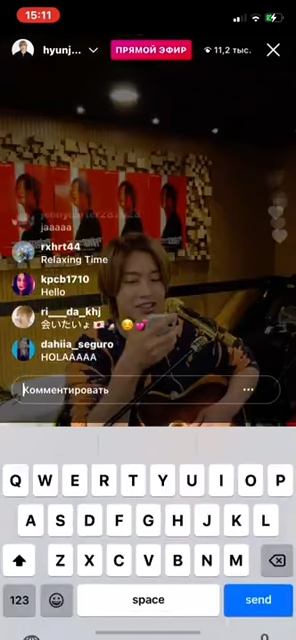 15:11
hyunj...
ПРЯМОЙ ЭФИР
11,2 тыс.
jaaaaa
rxhrt44
Relaxing Time
kpcb1710
Hello
ri___da_khj
会いたいょ🇰🇷✨☺️💕
dahiia_seguro
HOLAAAAA
Комментировать
...
Q W E R T Y U I O P
A S D F G H J K L
Z X C V B N M
123
space
send